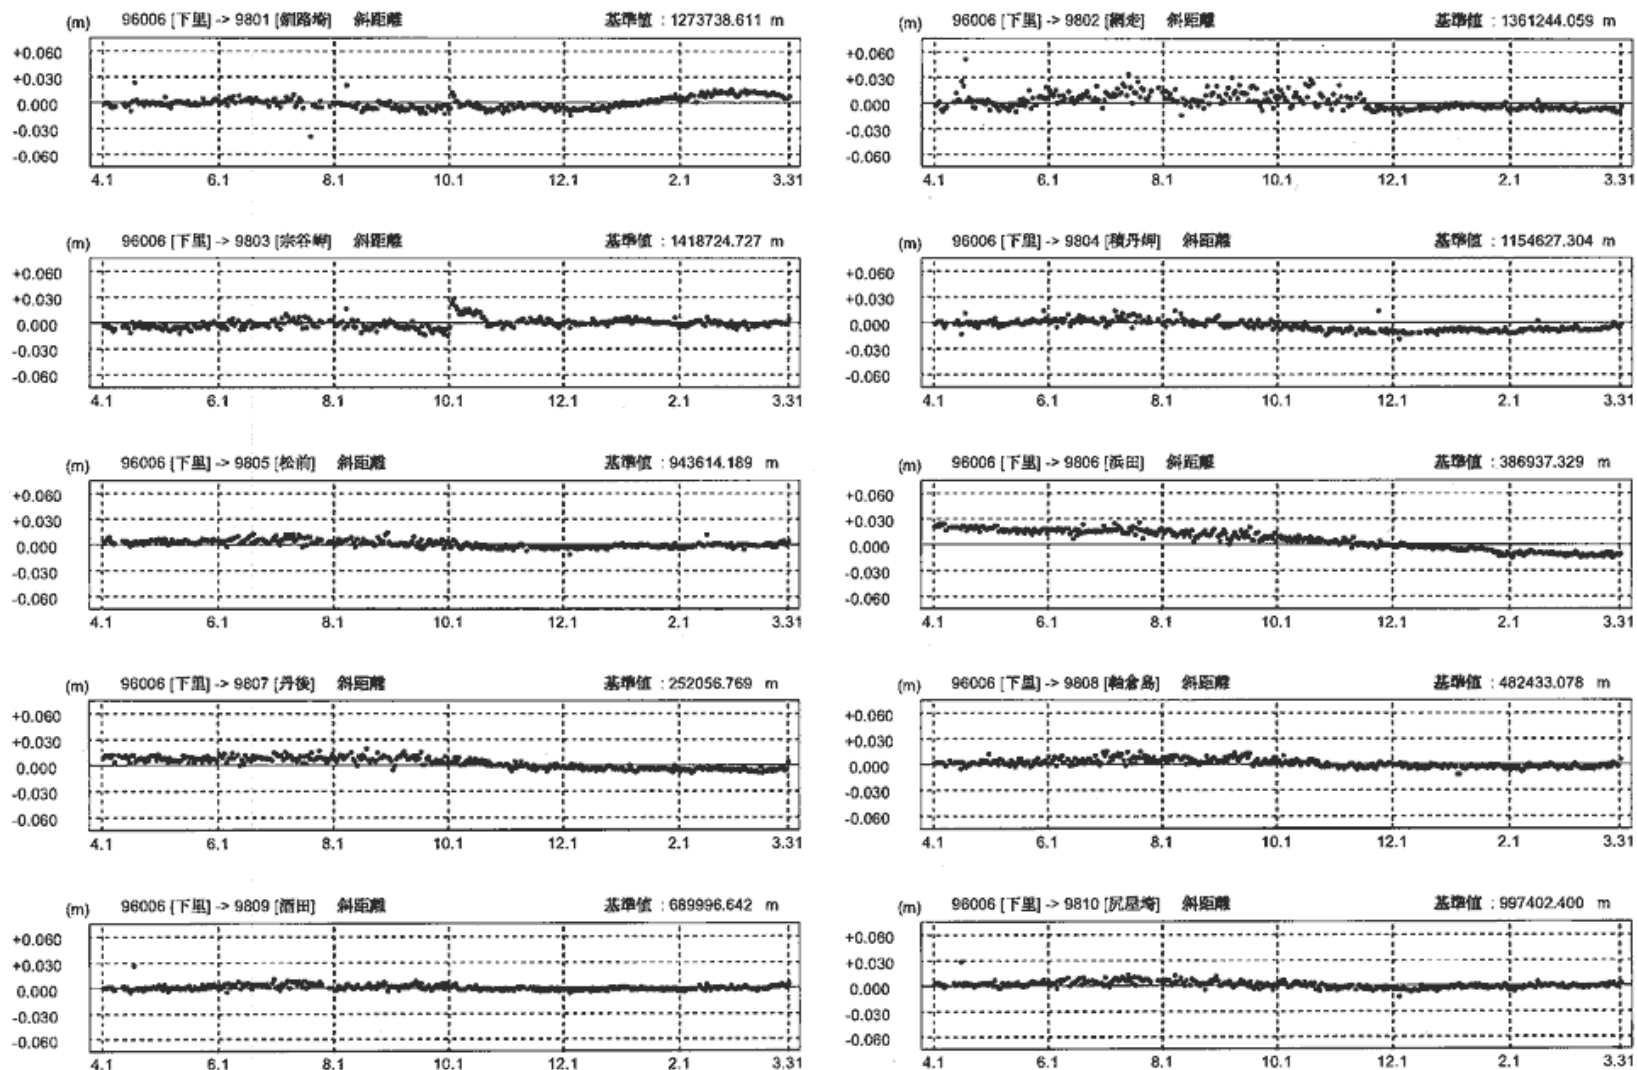 (m) 96006 [下里] -> 9801 [釧路埼] 斜距離 基準値 : 1273738.611 m
+0.060
+0.030
0.000
-0.030
-0.060
4.1 6.1 8.1 10.1 12.1 2.1 3.31
(m) 96006 [下里] -> 9802 [網走] 斜距離 基準値 : 1361244.059 m
+0.060
+0.030
0.000
-0.030
-0.060
4.1 6.1 8.1 10.1 12.1 2.1 3.31
(m) 96006 [下里] -> 9803 [宗谷岬] 斜距離 基準値 : 1418724.727 m
+0.060
+0.030
0.000
-0.030
-0.060
4.1 6.1 8.1 10.1 12.1 2.1 3.31
(m) 96006 [下里] -> 9804 [積丹岬] 斜距離 基準値 : 1154627.304 m
+0.060
+0.030
0.000
-0.030
-0.060
4.1 6.1 8.1 10.1 12.1 2.1 3.31
(m) 96006 [下里] -> 9805 [松前] 斜距離 基準値 : 943614.189 m
+0.060
+0.030
0.000
-0.030
-0.060
4.1 6.1 8.1 10.1 12.1 2.1 3.31
(m) 96006 [下里] -> 9806 [浜田] 斜距離 基準値 : 386937.329 m
+0.060
+0.030
0.000
-0.030
-0.060
4.1 6.1 8.1 10.1 12.1 2.1 3.31
(m) 96006 [下里] -> 9807 [丹後] 斜距離 基準値 : 252056.769 m
+0.060
+0.030
0.000
-0.030
-0.060
4.1 6.1 8.1 10.1 12.1 2.1 3.31
(m) 96006 [下里] -> 9808 [舳倉島] 斜距離 基準値 : 482433.078 m
+0.060
+0.030
0.000
-0.030
-0.060
4.1 6.1 8.1 10.1 12.1 2.1 3.31
(m) 96006 [下里] -> 9809 [酒田] 斜距離 基準値 : 689996.642 m
+0.060
+0.030
0.000
-0.030
-0.060
4.1 6.1 8.1 10.1 12.1 2.1 3.31
(m) 96006 [下里] -> 9810 [尻屋埼] 斜距離 基準値 : 997402.400 m
+0.060
+0.030
0.000
-0.030
-0.060
4.1 6.1 8.1 10.1 12.1 2.1 3.31